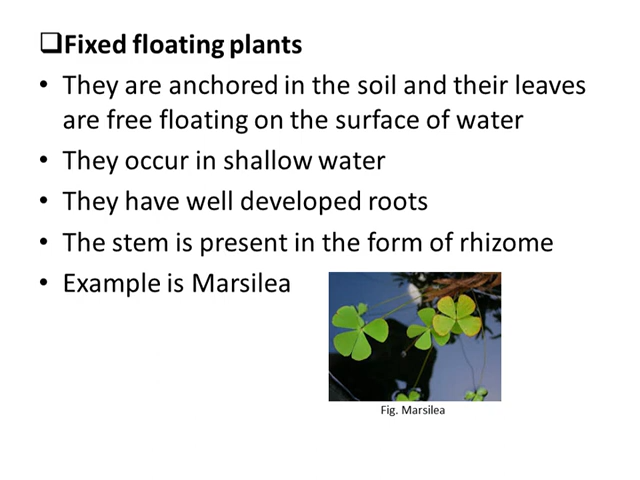 ❑Fixed floating plants
• They are anchored in the soil and their leaves
are free floating on the surface of water
• They occur in shallow water
• They have well developed roots
• The stem is present in the form of rhizome
• Example is Marsilea
Fig. Marsilea